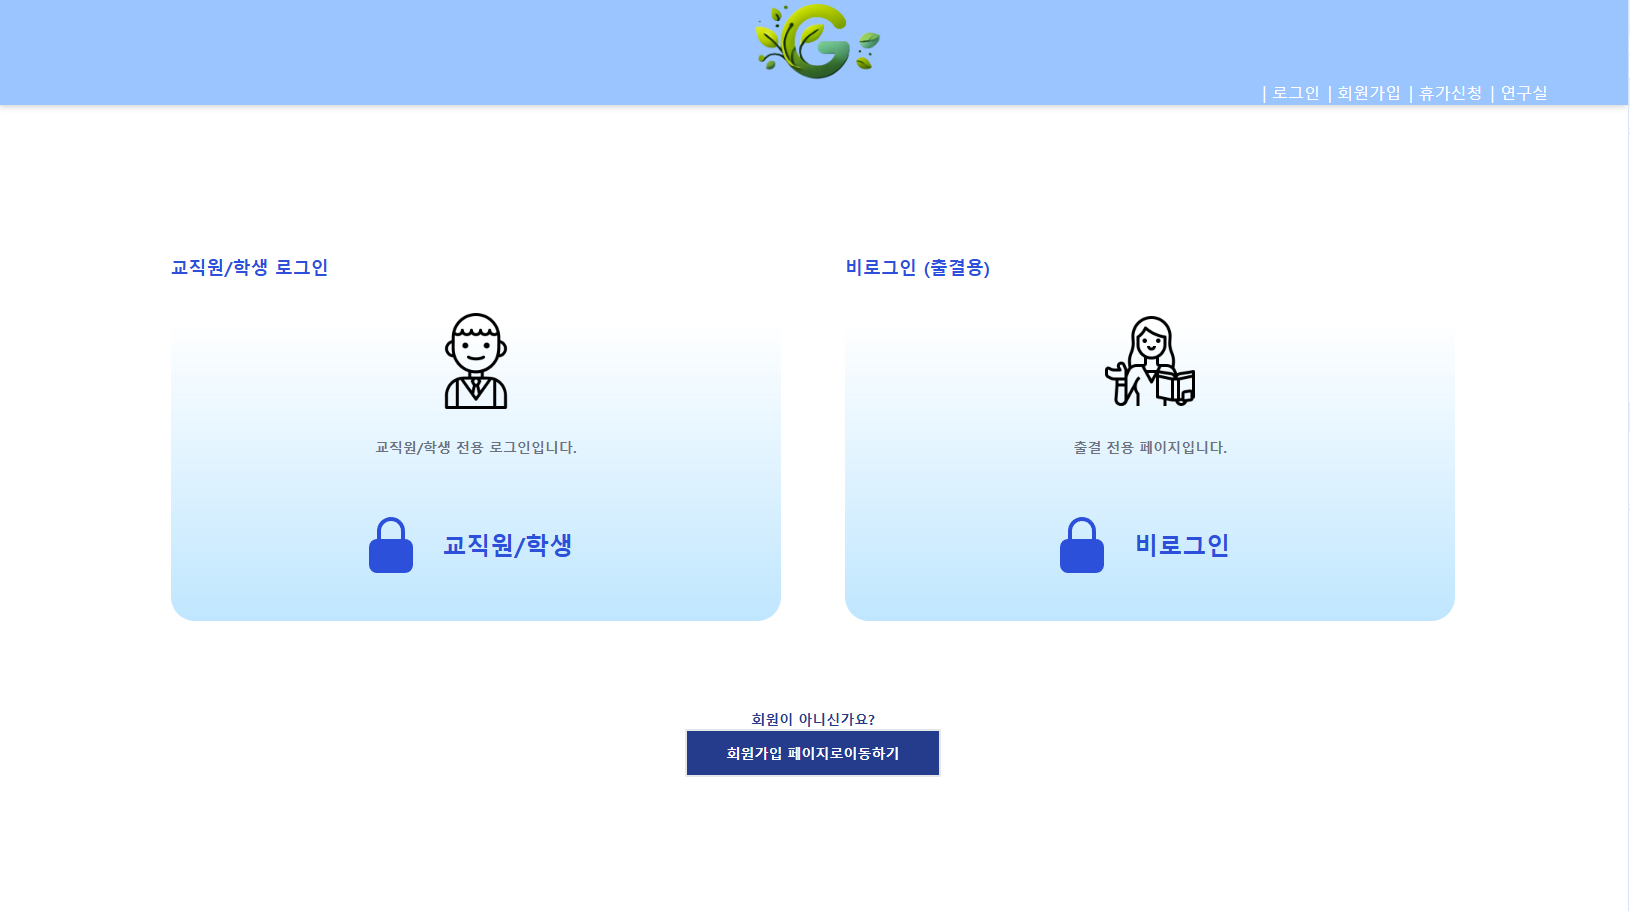 G
| 로그인 | 회원가입 | 휴가신청 | 연구실
교직원/학생 로그인
비로그인 (출결용)
교직원/학생 전용 로그인입니다.
출결 전용 페이지입니다.
교직원/학생
비로그인
회원이 아니신가요?
회원가입 페이지로이동하기